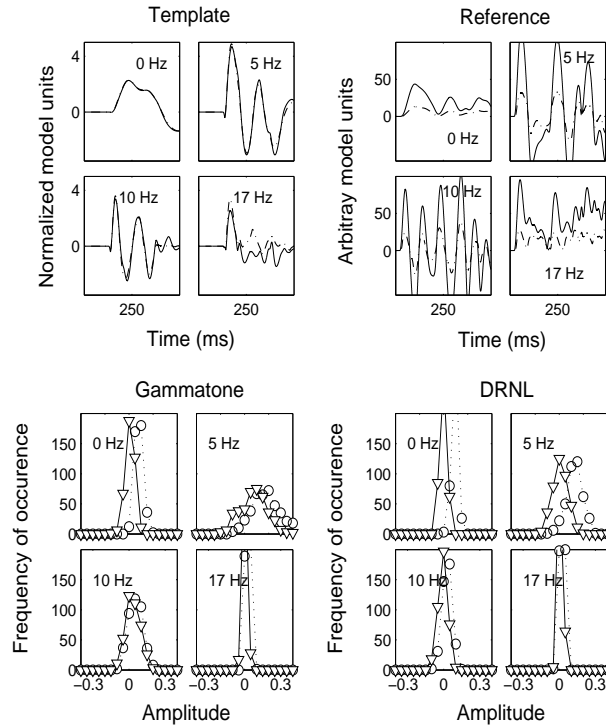 Template
Reference
Normalized model units
4
0
0 Hz
5 Hz
4
0
10 Hz
17 Hz
250
250
Time (ms)
Arbitray model units
50
0
0 Hz
5 Hz
50
0
10 Hz
17 Hz
250
250
Time (ms)
Gammatone
DRNL
Frequency of occurence
150
100
50
0
0 Hz
5 Hz
150
100
50
0
10 Hz
17 Hz
−0.3 0 0.3
−0.3 0 0.3
Amplitude
Frequency of occurence
150
100
50
0
0 Hz
5 Hz
150
100
50
0
10 Hz
17 Hz
−0.3 0 0.3
−0.3 0 0.3
Amplitude